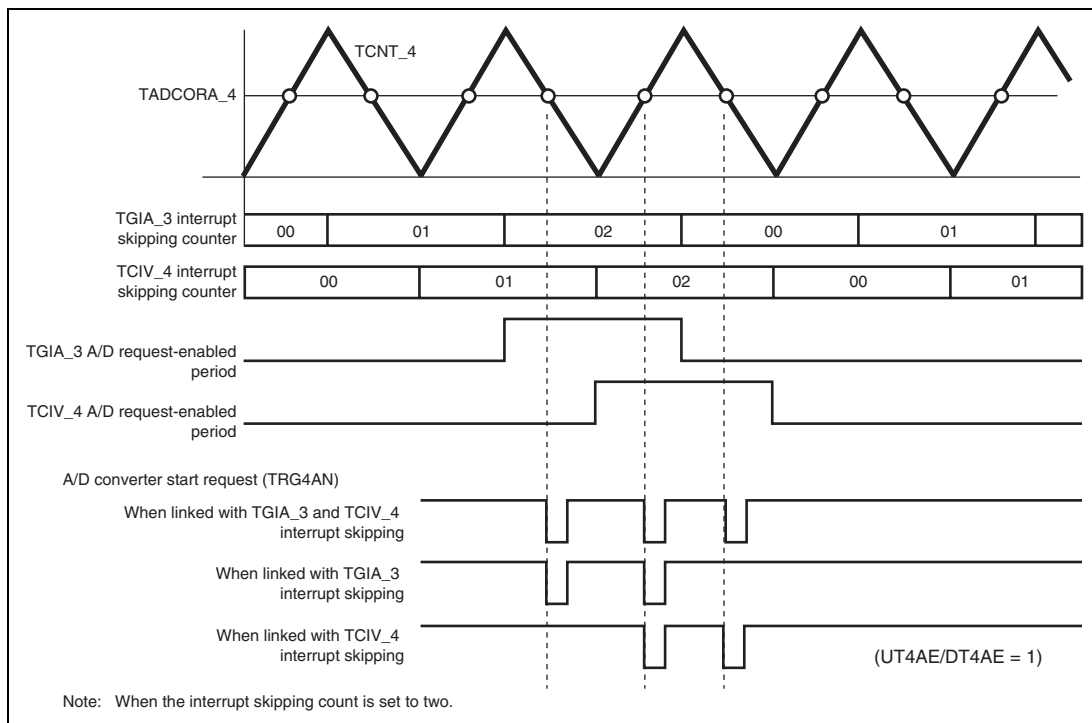 TCNT_4
TADCORA_4
TGIA_3 interrupt
skipping counter
00 01 02 00 01
TCIV_4 interrupt
skipping counter
00 01 02 00 01
TGIA_3 A/D request-enabled
period
TCIV_4 A/D request-enabled
period
A/D converter start request (TRG4AN)
When linked with TGIA_3 and TCIV_4
interrupt skipping
When linked with TGIA_3
interrupt skipping
When linked with TCIV_4
interrupt skipping
(UT4AE/DT4AE = 1)
Note: When the interrupt skipping count is set to two.